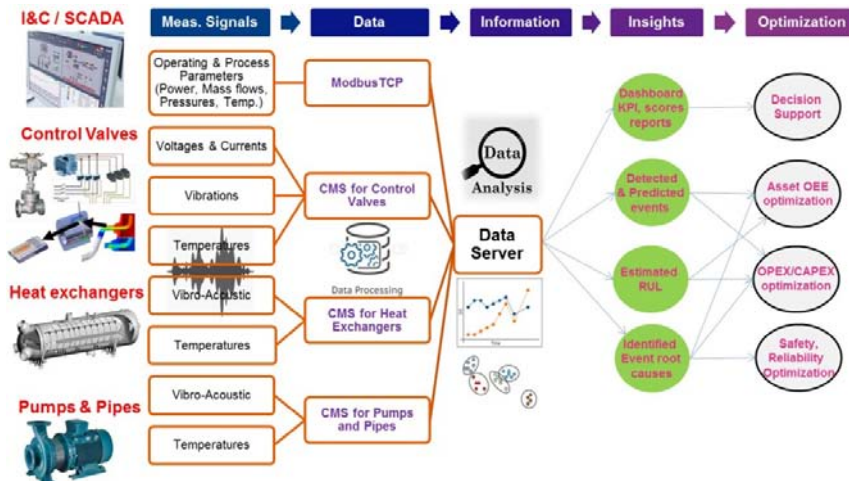 I&C / SCADA
Meas. Signals
Data
Information
Insights
Optimization
Operating & Process
Parameters
(Power, Mass flows,
Pressures, Temp.)
ModbusTCP
Dashboard
KPI, scores
reports
Decision
Support
Control Valves
Voltages & Currents
Vibrations
Temperatures
CMS for Control
Valves
Data
Analysis
Detected
& Predicted
events
Asset OEE
optimization
Data
Server
Data Processing
Estimated
RUL
OPEX/CAPEX
optimization
Heat exchangers
Vibro-Acoustic
Temperatures
CMS for Heat
Exchangers
Time
Identified
Event root
causes
Safety,
Reliability
Optimization
Pumps & Pipes
Vibro-Acoustic
Temperatures
CMS for Pumps
and Pipes